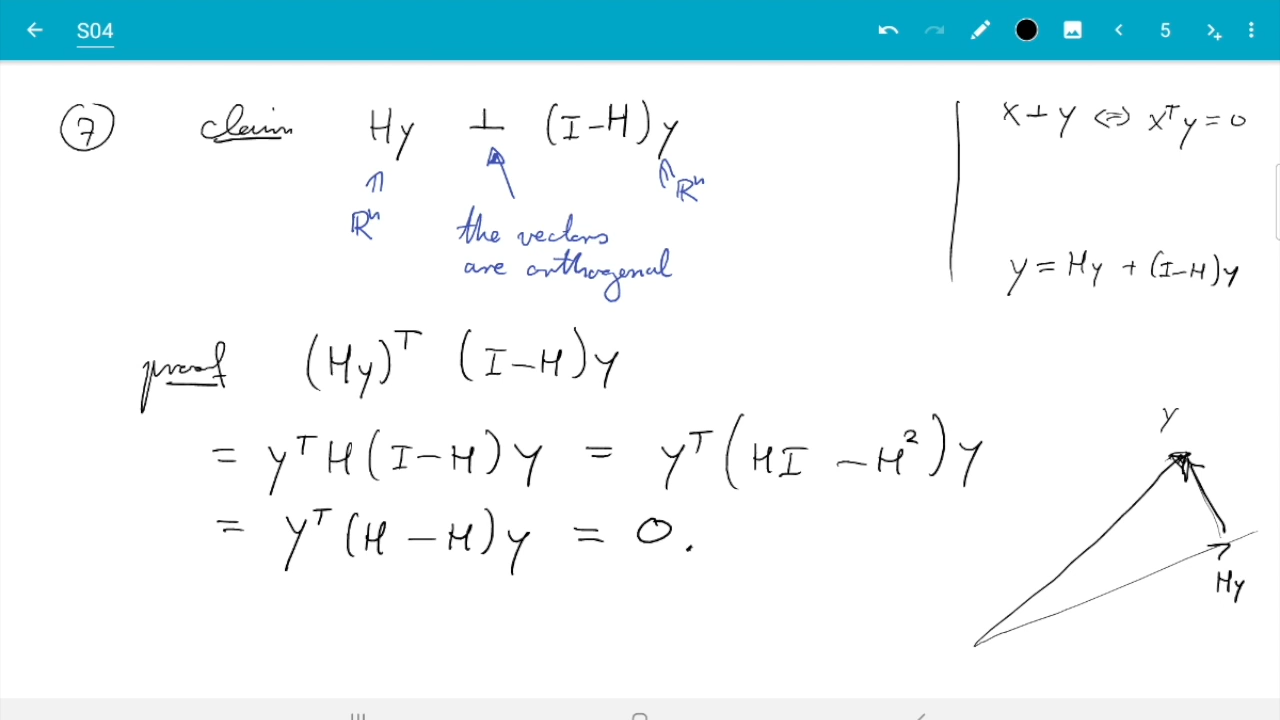 S04
5
⑦ claim Hy ⊥ (I-H)y
⇑ ⇑ ℝⁿ
ℝⁿ
the vectors
are orthogonal
x ⊥ y ⇔ xᵀy = 0
y = Hy + (I-H)y
proof (Hy)ᵀ (I-H)y
= yᵀH(I-H)y = yᵀ(HI - H²)y
= yᵀ(H-H)y = 0.
y
Hy